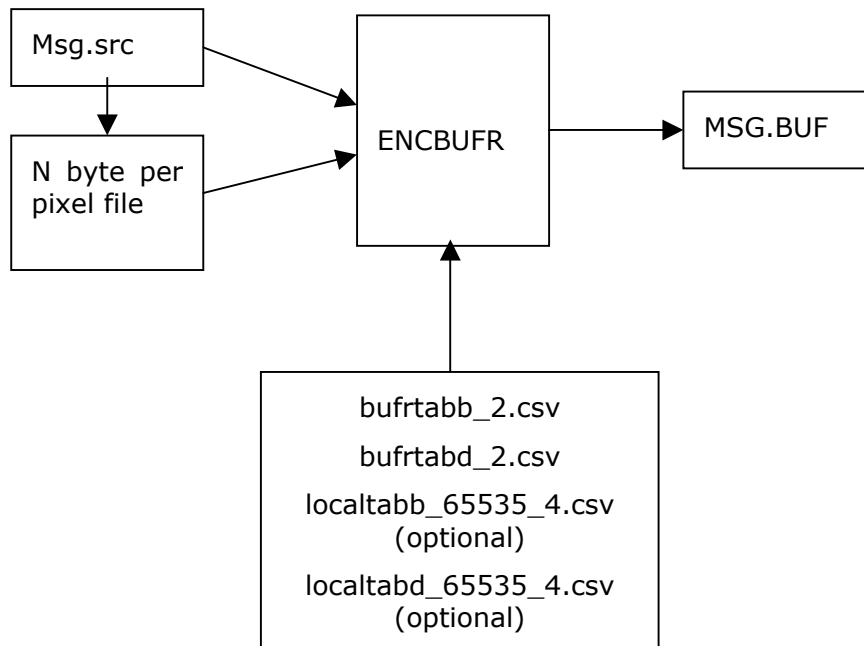 Msg.src
N byte per
pixel file
ENCBUFR
MSG.BUF
bufrtabb_2.csv
bufrtabd_2.csv
localtabb_65535_4.csv
(optional)
localtabd_65535_4.csv
(optional)